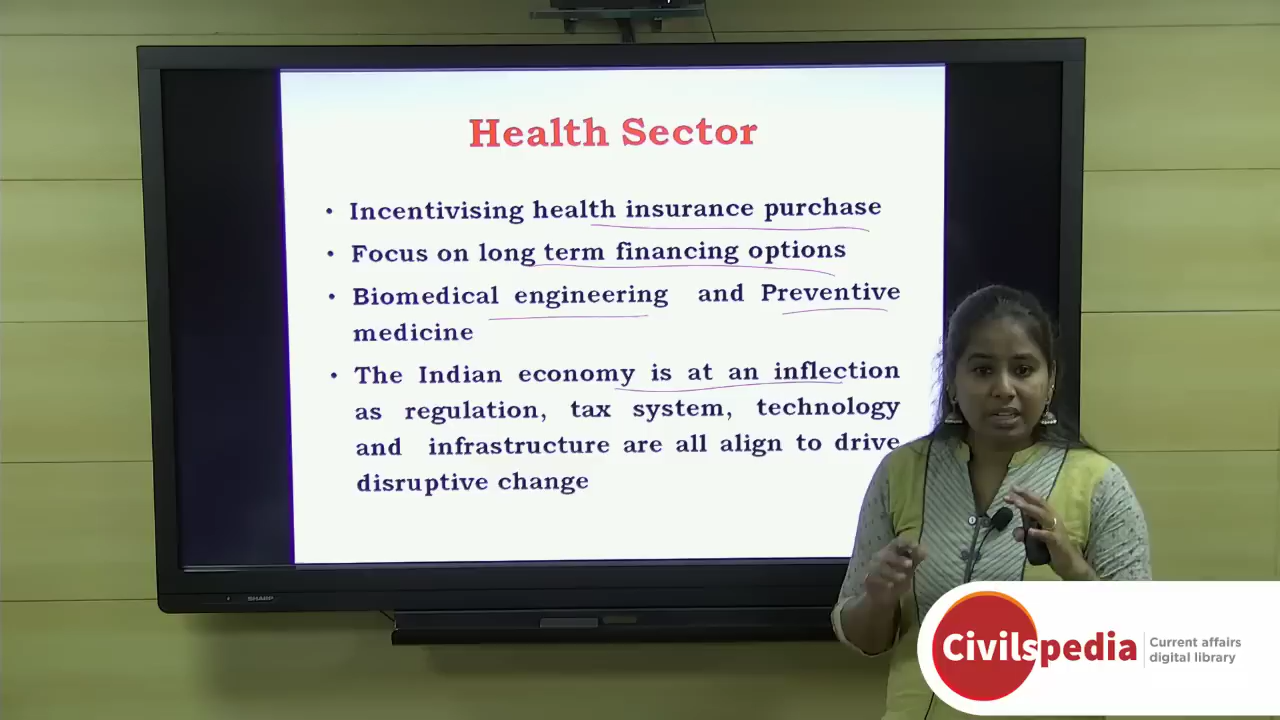 Health Sector
• Incentivising health insurance purchase
• Focus on long term financing options
• Biomedical engineering and Preventive
medicine
• The Indian economy is at an inflection
as regulation, tax system, technology
and infrastructure are all align to drive
disruptive change
SHARP
Civilspedia
Current affairs
digital library